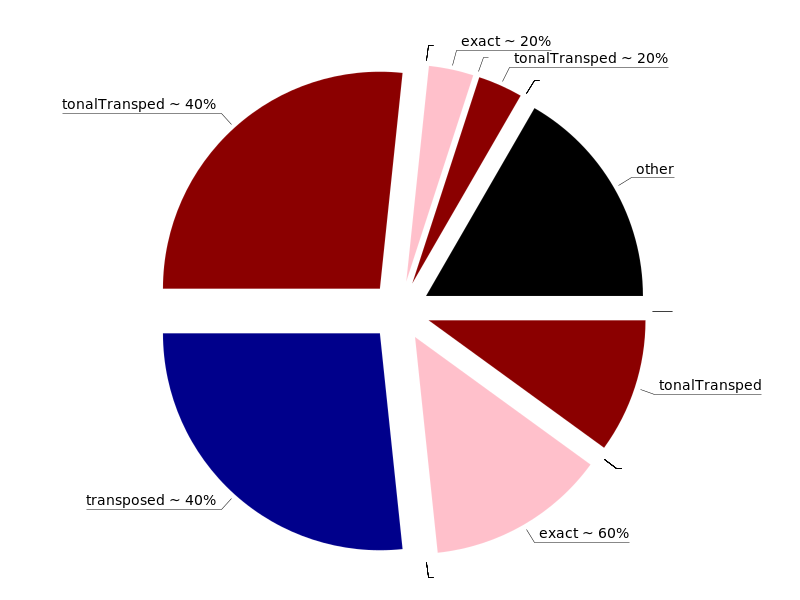 exact ~ 20%
tonalTransped ~ 20%
tonalTransped ~ 40%
other
tonalTransped
transposed ~ 40%
exact ~ 60%